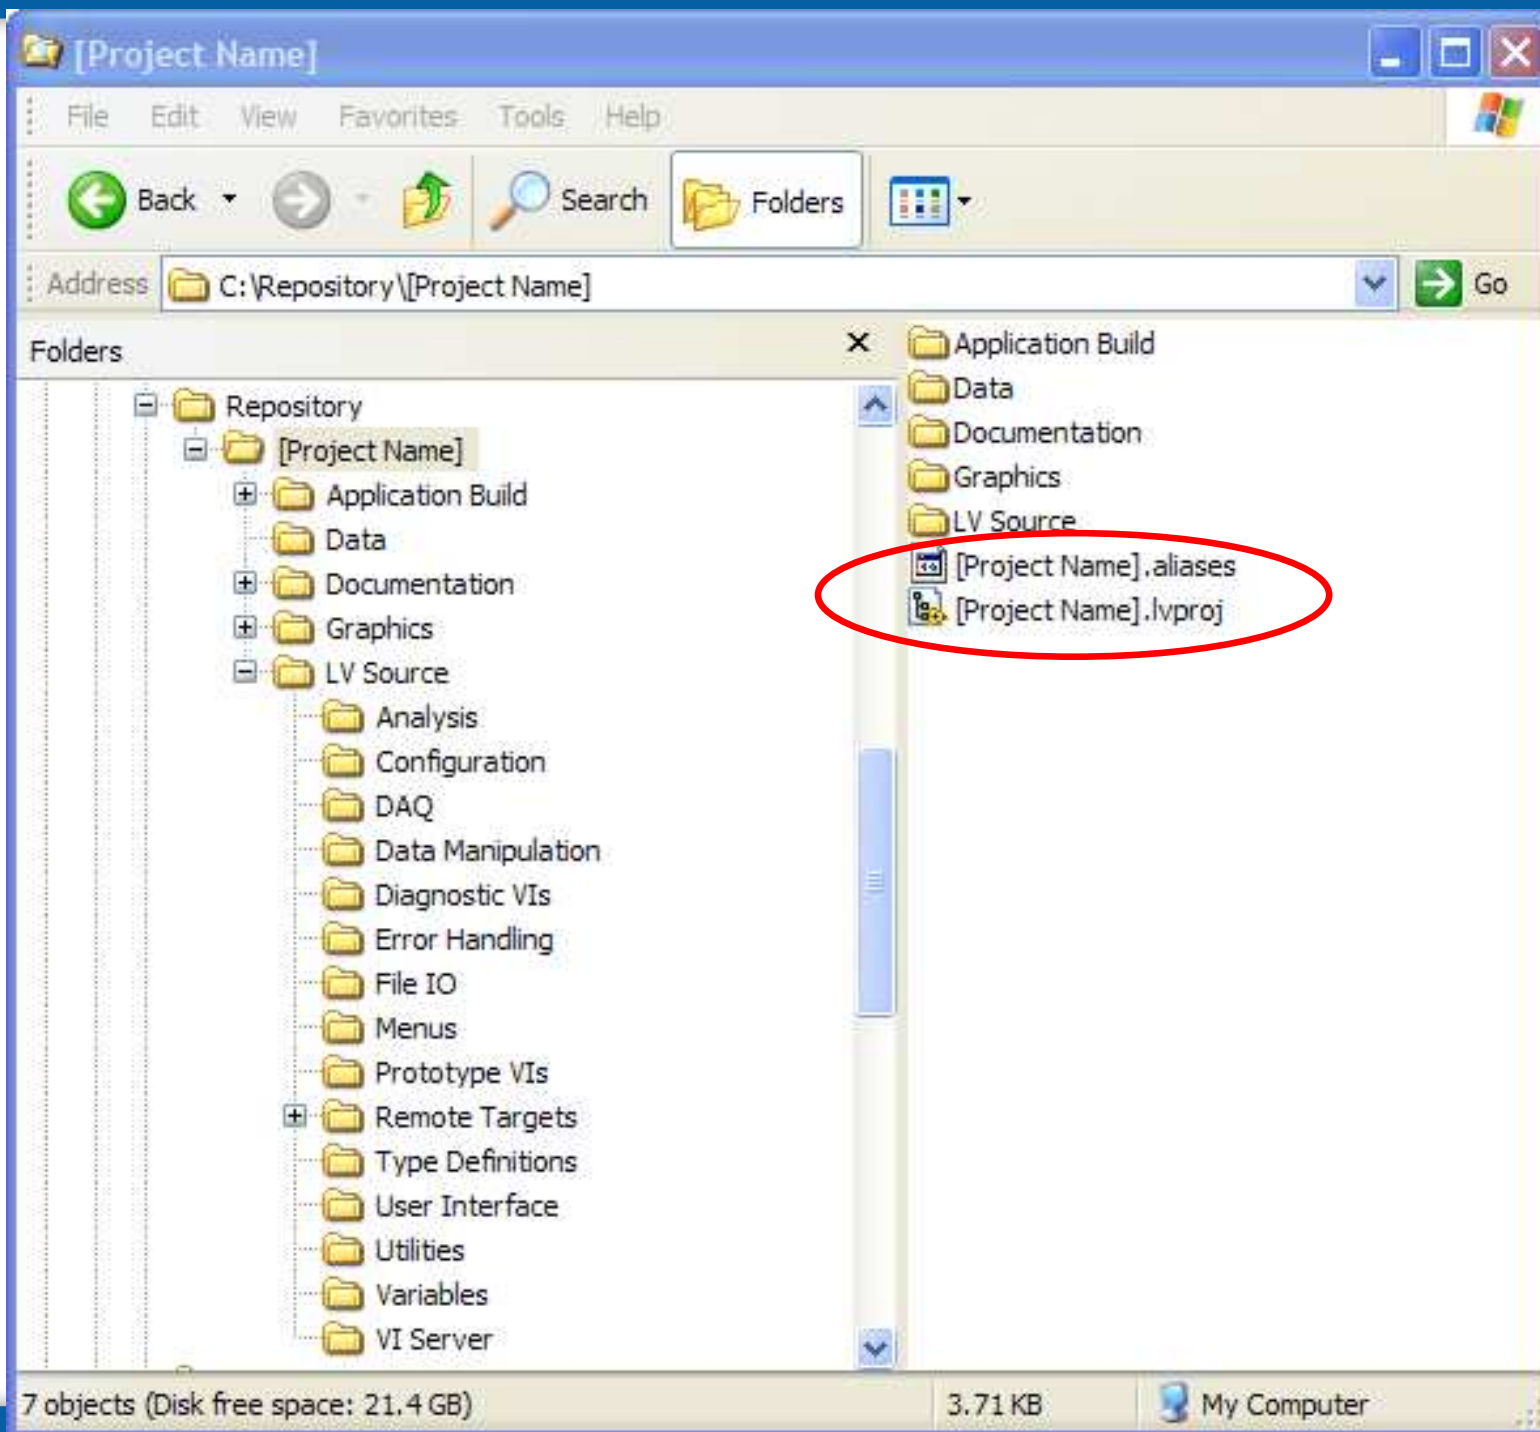 [Project Name]
File Edit View Favorites Tools Help
Back Search Folders
Address C:\Repository\[Project Name] Go
Folders
Repository
[Project Name]
Application Build
Data
Documentation
Graphics
LV Source
Analysis
Configuration
DAQ
Data Manipulation
Diagnostic VIs
Error Handling
File IO
Menus
Prototype VIs
Remote Targets
Type Definitions
User Interface
Utilities
Variables
VI Server
Application Build
Data
Documentation
Graphics
LV Source
[Project Name].aliases
[Project Name].lvproj
7 objects (Disk free space: 21.4 GB) 3.71 KB My Computer